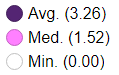 Avg. (3.26)
Med. (1.52)
Min. (0.00)